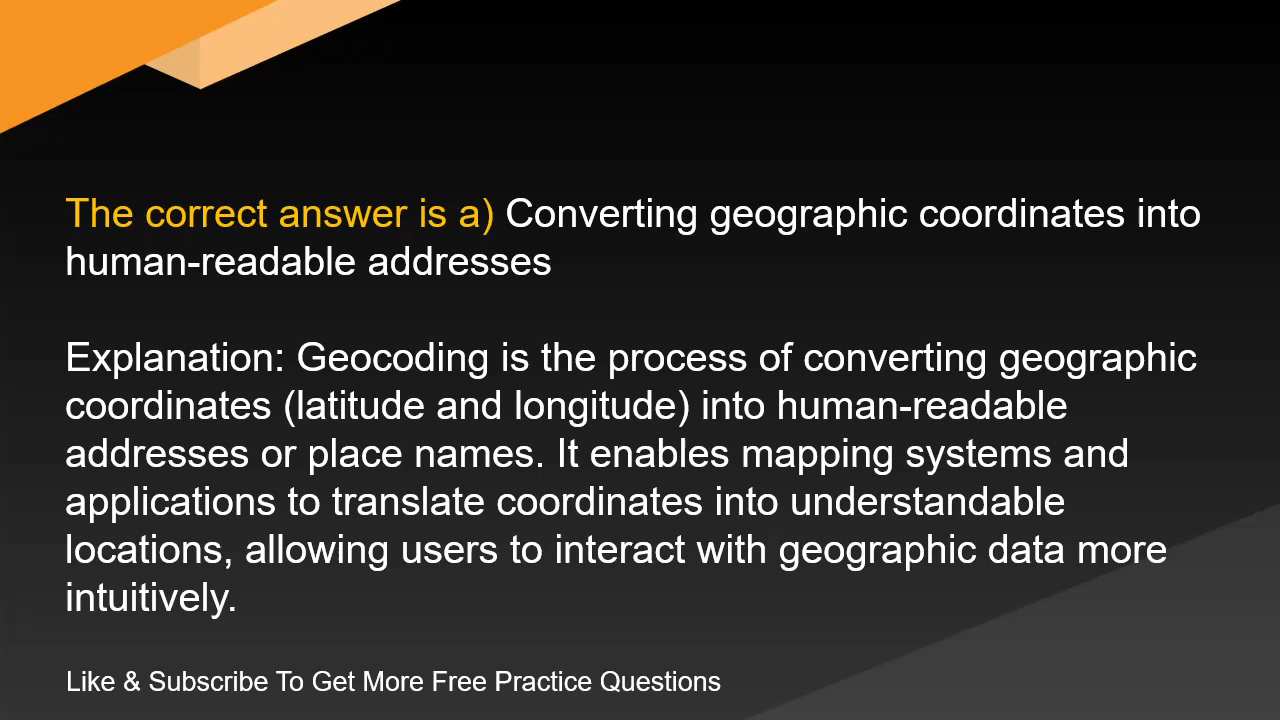 The correct answer is a) Converting geographic coordinates into
human-readable addresses
Explanation: Geocoding is the process of converting geographic
coordinates (latitude and longitude) into human-readable
addresses or place names. It enables mapping systems and
applications to translate coordinates into understandable
locations, allowing users to interact with geographic data more
intuitively.
Like & Subscribe To Get More Free Practice Questions